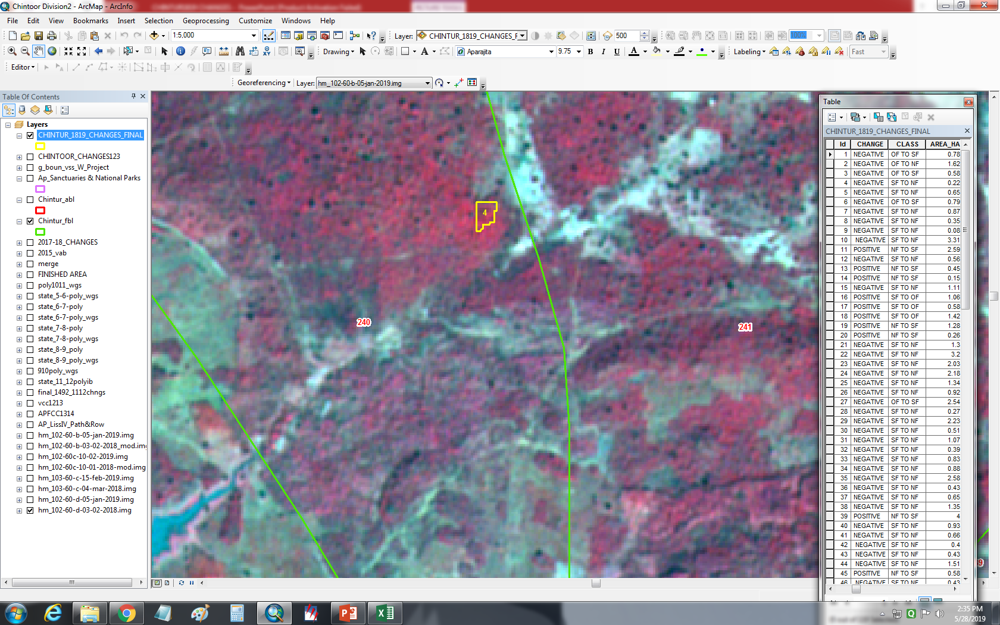 Chintoor Division2 - ArcMap - ArcInfo
File Edit View Bookmarks Insert Selection Geoprocessing Customize Windows Help
1:5,000
Layer: CHINTUR_1819_CHANGES_F
500
100%
Drawing
Aparajita
9.75
B I U A
Labeling
Fast
Editor
Georeferencing Layer: hm_102-60-b-05-jan-2019.img
Table Of Contents
Layers
CHINTUR_1819_CHANGES_FINAL
CHINTOOR_CHANGES123
g_boun_vss_W_Project
Ap_Sanctuaries & National Parks
Chintur_abl
Chintur_fbl
2017-18_CHANGES
2015_vab
merge
FINISHED AREA
poly1011_wgs
state_5-6-poly_wgs
state_6-7-poly
state_6-7-poly_wgs
state_7-8-poly
state_7-8-poly_wgs
state_8-9_poly
state_8-9_poly_wgs
910poly_wgs
state_11_12polyib
final_1492_1112chngs
vcc1213
APFCC1314
AP_LissIV_Path&Row
hm_102-60-b-05-jan-2019.img
hm_102-60-b-03-02-2018_mod.img
hm_102-60c-10-02-2019.img
hm_102-60c-10-01-2018-mod.img
hm_103-60-c-15-feb-2019.img
hm_103-60-c-04-mar-2018.img
hm_102-60-d-05-jan-2019.img
hm_102-60-d-03-02-2018.img
4
240
241
Table
CHINTUR_1819_CHANGES_FINAL
Id CHANGE CLASS AREA_HA
1 NEGATIVE OF TO SF 0.78
2 NEGATIVE OF TO NF 1.62
3 NEGATIVE OF TO SF 0.58
4 NEGATIVE SF TO NF 0.22
5 NEGATIVE SF TO NF 0.65
6 NEGATIVE OF TO SF 0.79
7 NEGATIVE SF TO NF 0.87
8 NEGATIVE SF TO NF 0.35
9 NEGATIVE SF TO NF 0.08
10 NEGATIVE SF TO NF 3.31
11 POSITIVE NF TO SF 2.59
12 NEGATIVE SF TO NF 0.56
13 POSITIVE NF TO SF 0.45
14 POSITIVE NF TO SF 0.15
15 NEGATIVE SF TO NF 1.11
16 POSITIVE SF TO OF 1.06
17 POSITIVE SF TO OF 0.58
18 POSITIVE SF TO OF 1.42
19 POSITIVE NF TO SF 1.28
20 POSITIVE NF TO SF 0.26
21 NEGATIVE SF TO NF 1.3
22 NEGATIVE SF TO NF 3.2
23 NEGATIVE SF TO NF 2.03
24 NEGATIVE SF TO NF 2.18
25 NEGATIVE SF TO NF 1.34
26 NEGATIVE SF TO NF 0.92
27 NEGATIVE OF TO SF 2.54
28 NEGATIVE SF TO NF 0.27
29 NEGATIVE SF TO NF 2.23
30 NEGATIVE SF TO NF 0.51
31 NEGATIVE SF TO NF 1.07
32 NEGATIVE SF TO NF 0.39
33 NEGATIVE SF TO NF 0.83
34 NEGATIVE SF TO NF 0.88
35 NEGATIVE SF TO NF 2.58
36 NEGATIVE SF TO NF 0.43
37 NEGATIVE SF TO NF 0.65
38 NEGATIVE SF TO NF 1.35
39 POSITIVE NF TO SF 4
40 NEGATIVE SF TO NF 0.93
41 NEGATIVE SF TO NF 0.66
42 NEGATIVE SF TO NF 0.4
43 NEGATIVE SF TO NF 0.43
44 NEGATIVE SF TO NF 1.51
45 POSITIVE NF TO SF 0.58
46 NEGATIVE SF TO NF 0.43
2:35 PM
5/28/2019